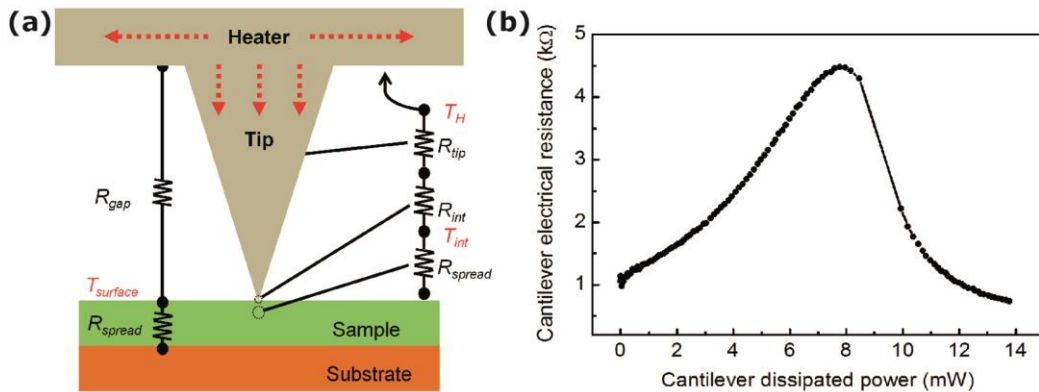 (a)
Heater
Tip
T_H
R_tip
R_gap
R_int
T_int
R_spread
T_surface
R_spread
Sample
Substrate
(b)
Cantilever electrical resistance (kΩ)
5
4
3
2
1
0 2 4 6 8 10 12 14
Cantilever dissipated power (mW)